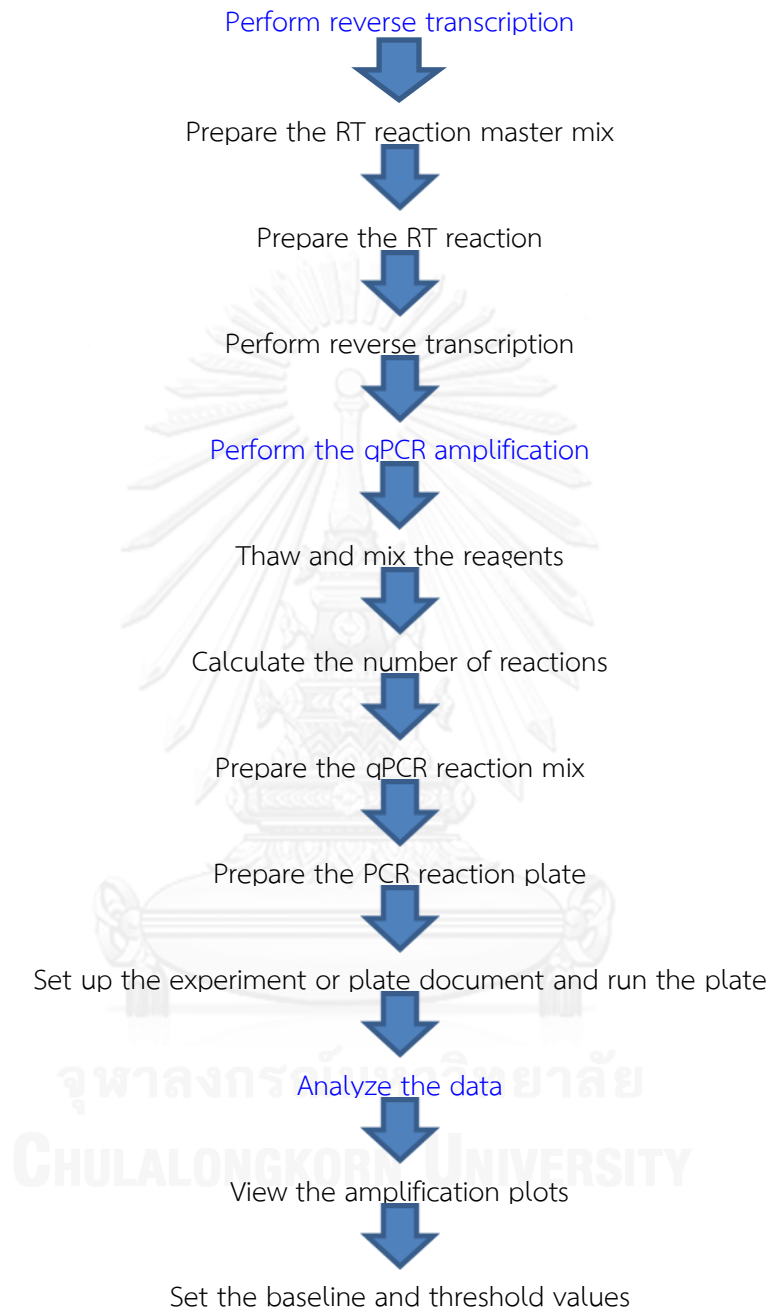 Perform reverse transcription
Prepare the RT reaction master mix
Prepare the RT reaction
Perform reverse transcription
Perform the qPCR amplification
Thaw and mix the reagents
Calculate the number of reactions
Prepare the qPCR reaction mix
Prepare the PCR reaction plate
Set up the experiment or plate document and run the plate
จุฬาลงกรณ์มหาวิทยาลัย
Analyze the data
CHULALONGKORN UNIVERSITY
View the amplification plots
Set the baseline and threshold values